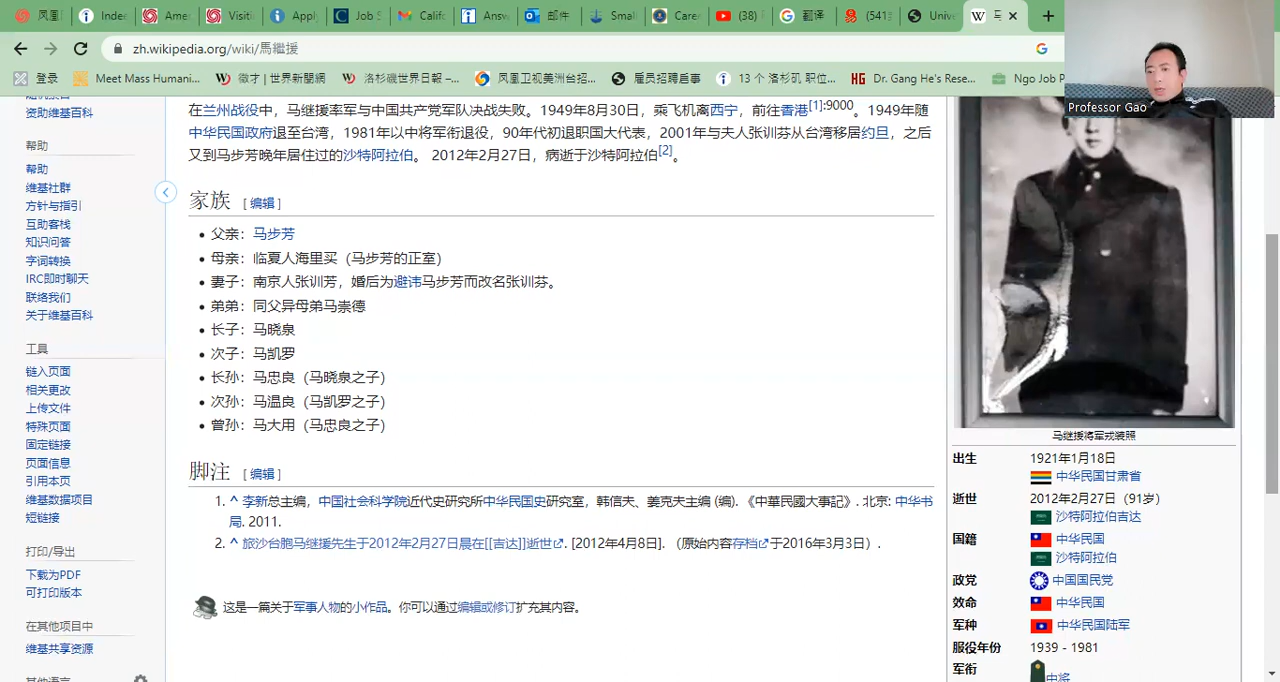 凤凰
Index
Amer
Visiti
Appl
Job S
Califo
Answ
邮件
Small
Caree
(38)
翻译
(541
Unive
zh.wikipedia.org/wiki/馬繼援
登录
Meet Mass Humani...
徵才 | 世界新聞網
洛杉磯世界日報 –...
凤凰卫视美洲台招...
雇员招聘启事
13 个 洛杉矶 职位...
Dr. Gang He's Rese...
Ngo Job P
Professor Gao
资助维基百科
帮助
帮助
维基社群
方针与指引
互助客栈
知识问答
字词转换
IRC即时聊天
联络我们
关于维基百科
工具
链入页面
相关更改
上传文件
特殊页面
固定链接
页面信息
引用本页
维基数据项目
短链接
打印/导出
下载为PDF
可打印版本
在其他项目中
维基共享资源
其他语言
在兰州战役中，马继援率军与中国共产党军队决战失败。1949年8月30日，乘飞机离西宁，前往香港[1]:9000。1949年随
中华民国政府退至台湾，1981年以中将军衔退役，90年代初退职国大代表，2001年与夫人张训芬从台湾移居约旦，之后
又到马步芳晚年居住过的沙特阿拉伯。 2012年2月27日，病逝于沙特阿拉伯[2]。
家族 [ 编辑 ]
父亲：马步芳
母亲：临夏人海里买（马步芳的正室）
妻子：南京人张训芳，婚后为避讳马步芳而改名张训芬。
弟弟：同父异母弟马崇德
长子：马晓泉
次子：马凯罗
长孙：马忠良（马晓泉之子）
次孙：马温良（马凯罗之子）
曾孙：马大用（马忠良之子）
脚注 [ 编辑 ]
1. ^ 李新总主编，中国社会科学院近代史研究所中华民国史研究室，韩信夫、姜克夫主编 (编).《中華民國大事記》. 北京: 中华书
局. 2011.
2. ^ 旅沙台胞马继援先生于2012年2月27日晨在[[吉达]]逝世. [2012年4月8日]. （原始内容存档于2016年3月3日）.
这是一篇关于军事人物的小作品。你可以通过编辑或修订扩充其内容。
马继援将军戎装照
出生 1921年1月18日
中华民国甘肃省
逝世 2012年2月27日（91岁）
沙特阿拉伯吉达
国籍 中华民国
沙特阿拉伯
政党 中国国民党
效命 中华民国
军种 中华民国陆军
服役年份 1939 - 1981
军衔 中将